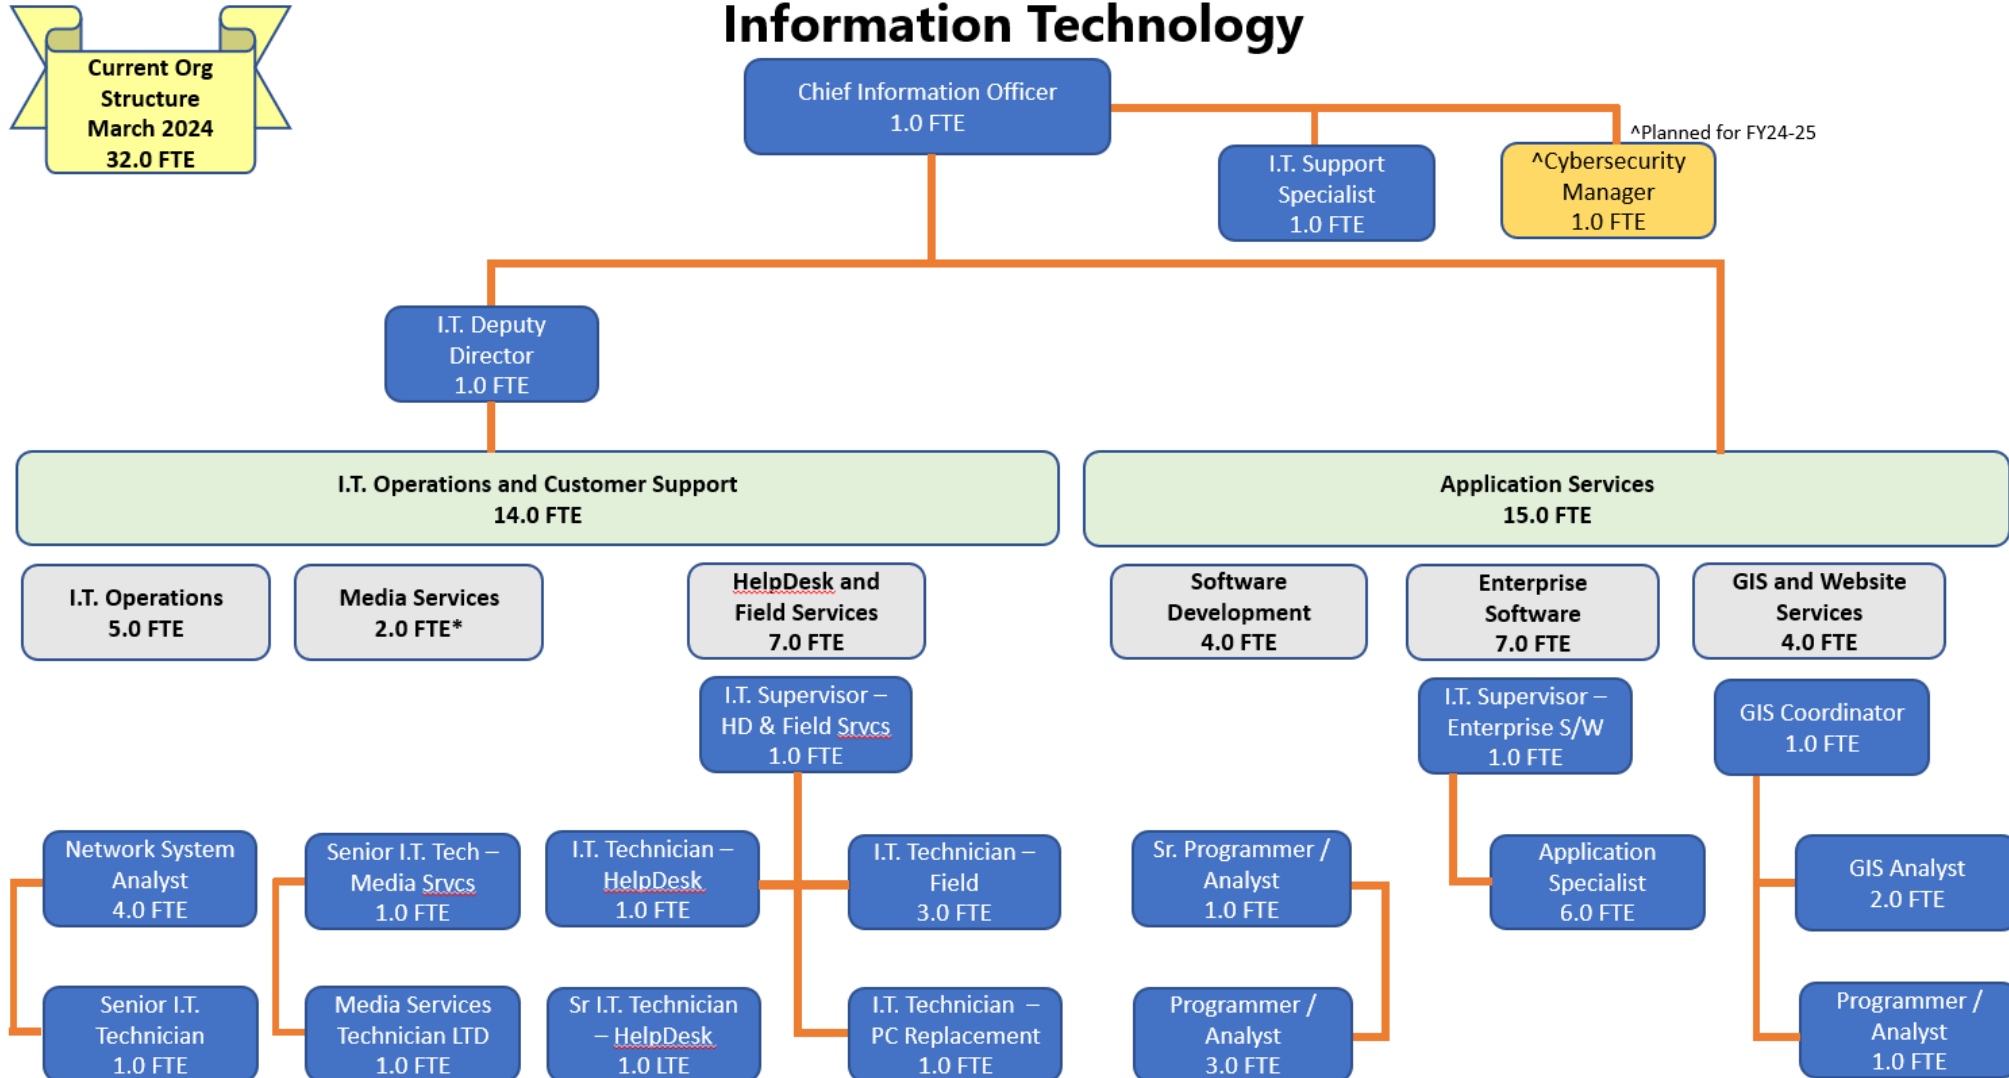 Information Technology
Current Org
Structure
March 2024
32.0 FTE
Chief Information Officer
1.0 FTE
^Planned for FY24-25
I.T. Support
Specialist
1.0 FTE
^Cybersecurity
Manager
1.0 FTE
I.T. Deputy
Director
1.0 FTE
I.T. Operations and Customer Support
14.0 FTE
Application Services
15.0 FTE
I.T. Operations
5.0 FTE
Media Services
2.0 FTE*
HelpDesk and
Field Services
7.0 FTE
Software
Development
4.0 FTE
Enterprise
Software
7.0 FTE
GIS and Website
Services
4.0 FTE
I.T. Supervisor –
HD & Field Srvcs
1.0 FTE
I.T. Supervisor –
Enterprise S/W
1.0 FTE
GIS Coordinator
1.0 FTE
Network System
Analyst
4.0 FTE
Senior I.T. Tech –
Media Srvcs
1.0 FTE
I.T. Technician –
HelpDesk
1.0 FTE
I.T. Technician –
Field
3.0 FTE
Sr. Programmer /
Analyst
1.0 FTE
Application
Specialist
6.0 FTE
GIS Analyst
2.0 FTE
Senior I.T.
Technician
1.0 FTE
Media Services
Technician LTD
1.0 FTE
Sr I.T. Technician
– HelpDesk
1.0 LTE
I.T. Technician –
PC Replacement
1.0 FTE
Programmer /
Analyst
3.0 FTE
Programmer /
Analyst
1.0 FTE